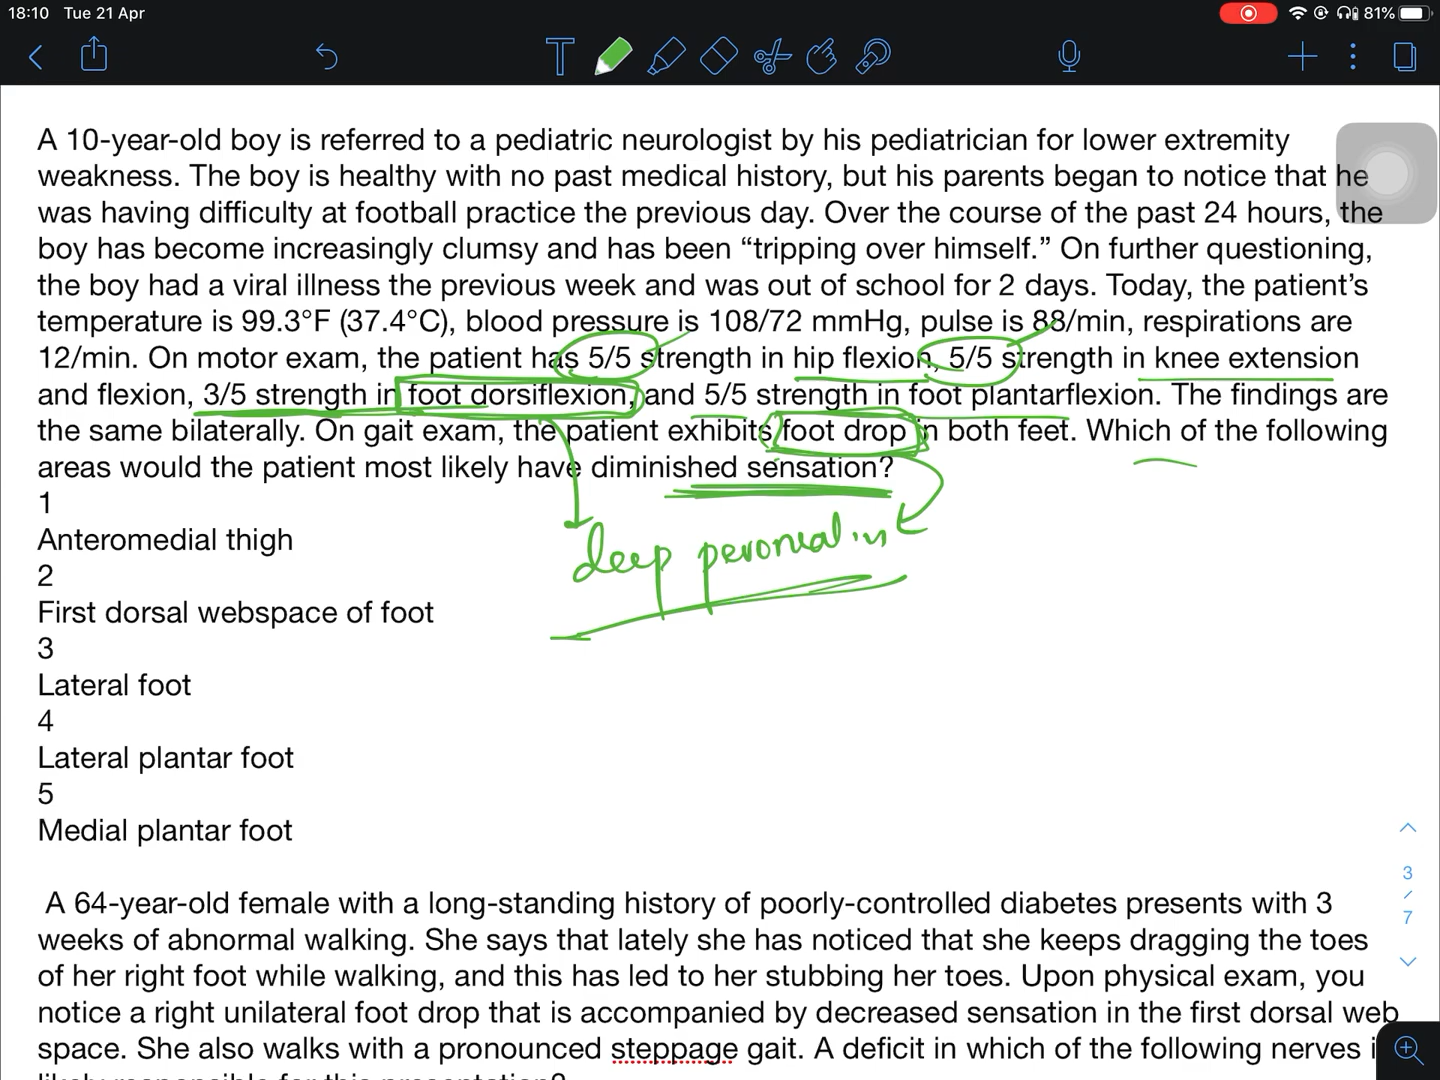 18:10 Tue 21 Apr
81%
T
A 10-year-old boy is referred to a pediatric neurologist by his pediatrician for lower extremity
weakness. The boy is healthy with no past medical history, but his parents began to notice that he
was having difficulty at football practice the previous day. Over the course of the past 24 hours, the
boy has become increasingly clumsy and has been “tripping over himself.” On further questioning,
the boy had a viral illness the previous week and was out of school for 2 days. Today, the patient’s
temperature is 99.3°F (37.4°C), blood pressure is 108/72 mmHg, pulse is 88/min, respirations are
12/min. On motor exam, the patient has 5/5 strength in hip flexion, 5/5 strength in knee extension
and flexion, 3/5 strength in foot dorsiflexion, and 5/5 strength in foot plantarflexion. The findings are
the same bilaterally. On gait exam, the patient exhibits foot drop in both feet. Which of the following
areas would the patient most likely have diminished sensation?
1
Anteromedial thigh
deep peroneal.n
2
First dorsal webspace of foot
3
Lateral foot
4
Lateral plantar foot
5
Medial plantar foot
3
/
7
A 64-year-old female with a long-standing history of poorly-controlled diabetes presents with 3
weeks of abnormal walking. She says that lately she has noticed that she keeps dragging the toes
of her right foot while walking, and this has led to her stubbing her toes. Upon physical exam, you
notice a right unilateral foot drop that is accompanied by decreased sensation in the first dorsal web
space. She also walks with a pronounced steppage gait. A deficit in which of the following nerves i
likely responsible for this presentation?